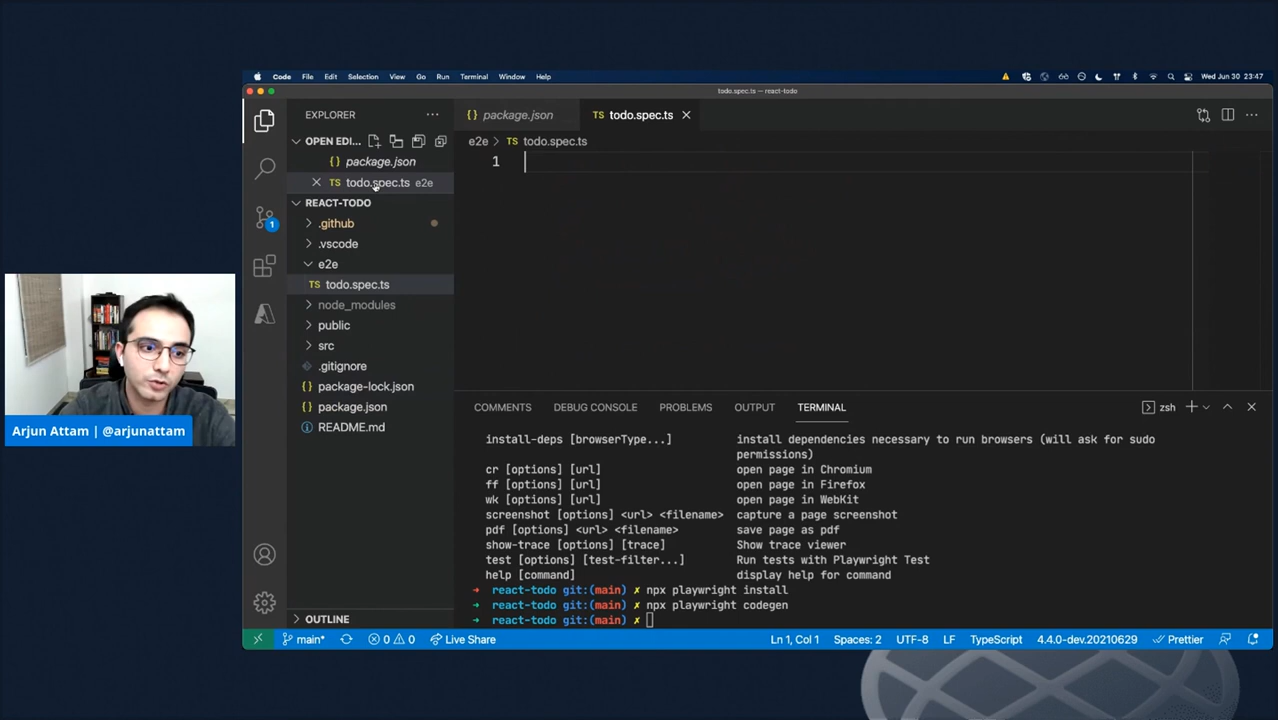 Code File Edit Selection View Go Run Terminal Window Help Wed Jun 30 23:47
todo.spec.ts — react-todo
EXPLORER
OPEN EDI...
{ } package.json
TS todo.spec.ts e2e
REACT-TODO
.github
.vscode
e2e
TS todo.spec.ts
node_modules
public
src
.gitignore
{ } package-lock.json
{ } package.json
README.md
OUTLINE
1
{ } package.json TS todo.spec.ts
e2e > TS todo.spec.ts
1
COMMENTS DEBUG CONSOLE PROBLEMS OUTPUT TERMINAL zsh
install-deps [browserType...] install dependencies necessary to run browsers (will ask for sudo
permissions)
cr [options] [url] open page in Chromium
ff [options] [url] open page in Firefox
wk [options] [url] open page in WebKit
screenshot [options] <url> <filename> capture a page screenshot
pdf [options] <url> <filename> save page as pdf
show-trace [options] [trace] Show trace viewer
test [options] [test-filter...] Run tests with Playwright Test
help [command] display help for command
→ react-todo git:(main) ✗ npx playwright install
→ react-todo git:(main) ✗ npx playwright codegen
→ react-todo git:(main) ✗
main* 0 0 Live Share Ln 1, Col 1 Spaces: 2 UTF-8 LF TypeScript 4.4.0-dev.20210629 Prettier
Arjun Attam | @arjunattam